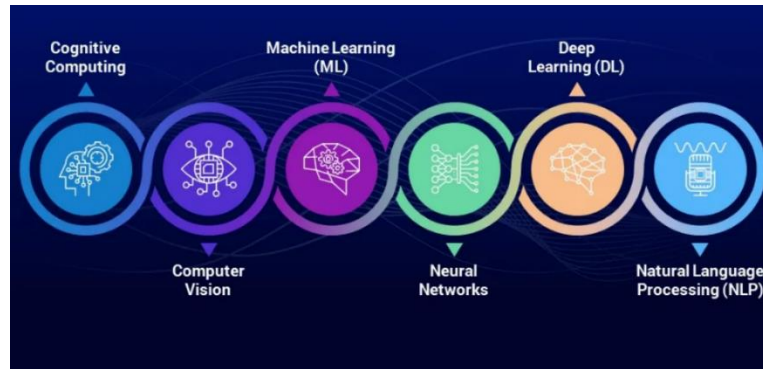 Cognitive
Computing
Machine Learning
(ML)
Deep
Learning (DL)
Computer
Vision
Neural
Networks
Natural Language
Processing (NLP)